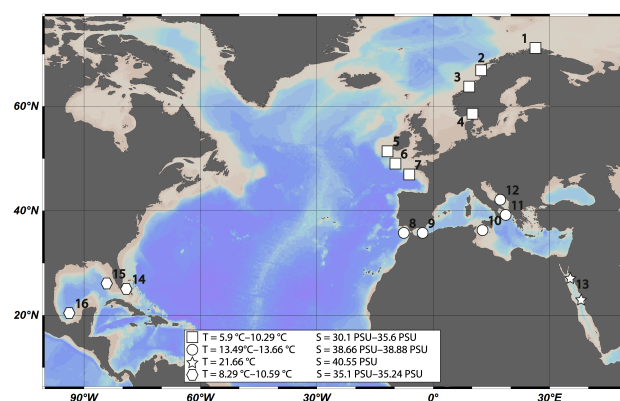 1
2
3
60°N
4
5
6
7
12
40°N
11
10
8
9
15
14
13
16
20°N
T = 5.9 °C–10.29 °C S = 30.1 PSU–35.6 PSU
T = 13.49°C–13.66 °C S = 38.66 PSU–38.88 PSU
T = 21.66 °C S = 40.55 PSU
T = 8.29 °C–10.59 °C S = 35.1 PSU–35.24 PSU
90°W 60°W 30°W 0° 30°E